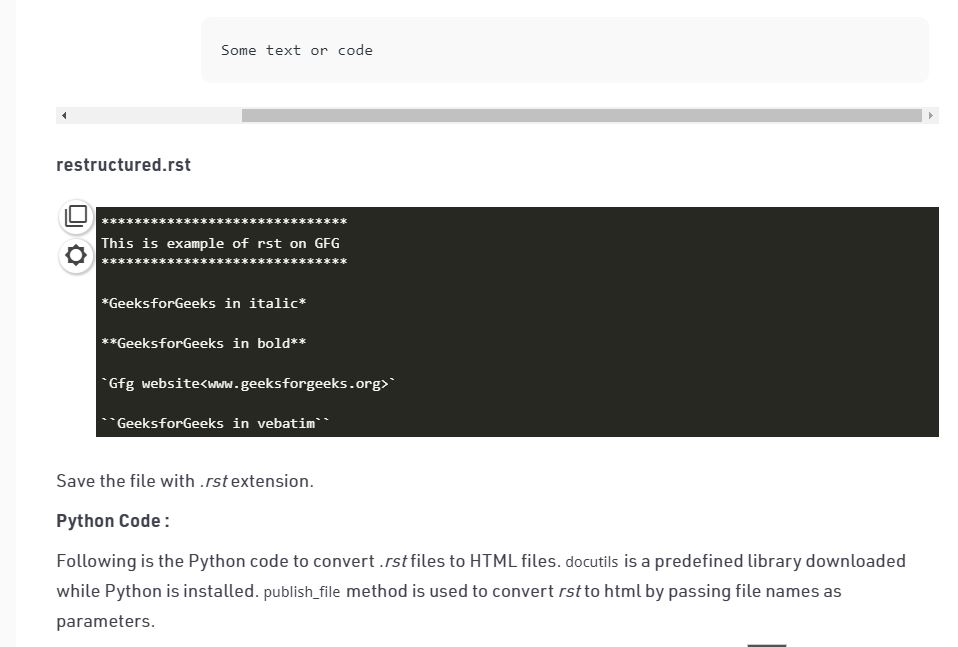 Some text or code
restructured.rst
******************************
This is example of rst on GFG
******************************
*GeeksforGeeks in italic*
**GeeksforGeeks in bold**
`Gfg website<www.geeksforgeeks.org>`
``GeeksforGeeks in vebatim``
Save the file with .rst extension.
Python Code :
Following is the Python code to convert .rst files to HTML files. docutils is a predefined library downloaded
while Python is installed. publish_file method is used to convert rst to html by passing file names as
parameters.